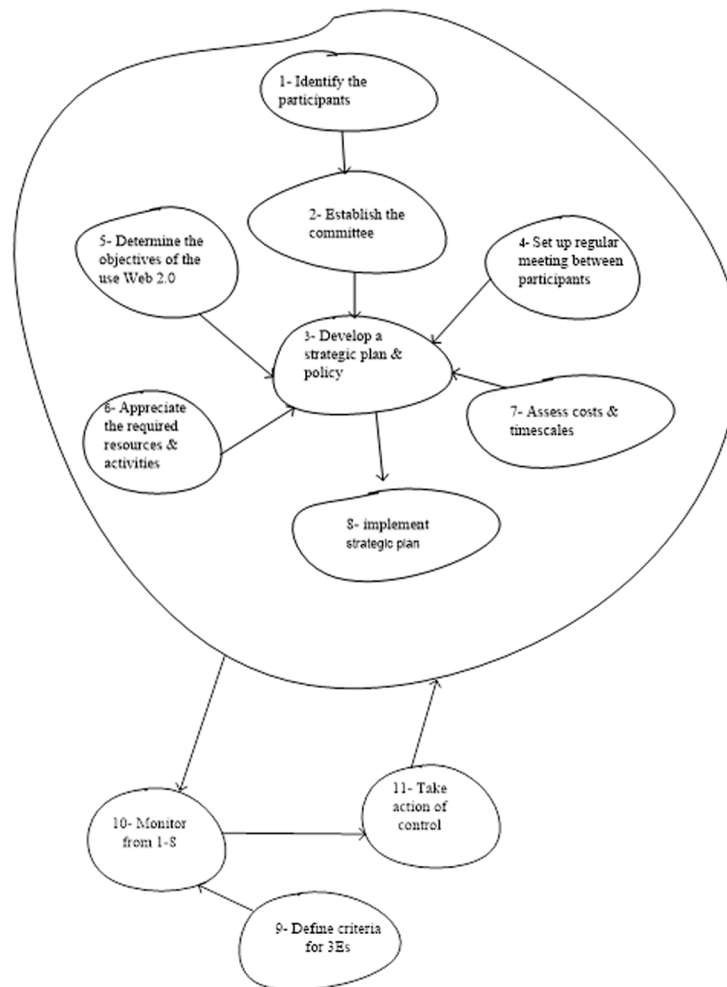 1- Identify the
participants
2- Establish the
committee
5- Determine the
objectives of the
use Web 2.0
4- Set up regular
meeting between
participants
3- Develop a
strategic plan &
policy
6- Appreciate
the required
resources &
activities
7- Assess costs &
timescales
8- implement
strategic plan
11- Take
action of
control
10- Monitor
from 1-8
9- Define criteria
for 3Es